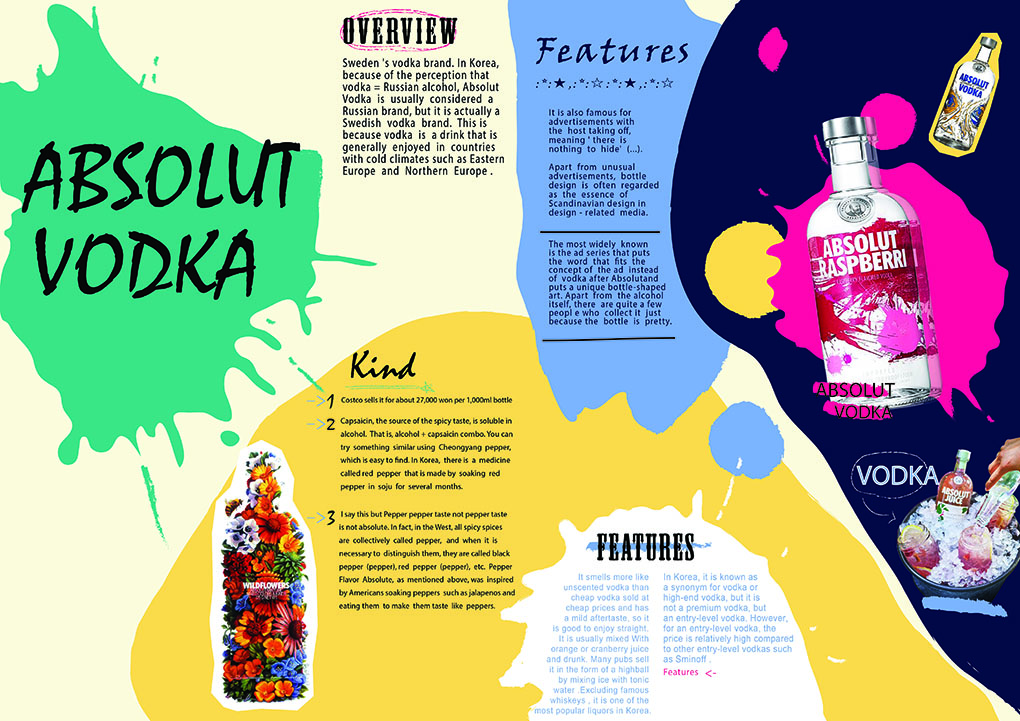 ABSOLUT
VODKA
OVERVIEW
Sweden 's vodka brand. In Korea,
because of the perception that
vodka = Russian alcohol, Absolut
Vodka is usually considered a
Russian brand, but it is actually a
Swedish vodka brand. This is
because vodka is a drink that is
generally enjoyed in countries
with cold climates such as Eastern
Europe and Northern Europe .
Features
:*:★,:*:☆:*:★,:*:☆
It is also famous for
advertisements with
the host taking off,
meaning ' there is
nothing to hide' (...).
Apart from unusual
advertisements, bottle
design is often regarded
as the essence of
Scandinavian design in
design - related media.
The most widely known
is the ad series that puts
the word that fits the
concept of the ad instead
of vodka after Absolutand
puts a unique bottle-shaped
art. Apart from the alcohol
itself, there are quite a few
peopl e who collect it just
because the bottle is pretty.
ABSOLUT
VODKA
ABSOLUT
RASPBERRI
ABSOLUT
VODKA
VODKA
ABSOLUT
JUICE
Kind
->1 Costco sells it for about 27,000 won per 1,000ml bottle
->2 Capsaicin, the source of the spicy taste, is soluble in
alcohol. That is, alcohol + capsaicin combo. You can
try something similar using Cheongyang pepper,
which is easy to find. In Korea, there is a medicine
called red pepper that is made by soaking red
pepper in soju for several months.
->3 I say this but Pepper pepper taste not pepper taste
is not absolute. In fact, in the West, all spicy spices
are collectively called pepper, and when it is
necessary to distinguish them, they are called black
pepper (pepper), red pepper (pepper), etc. Pepper
Flavor Absolute, as mentioned above, was inspired
by Americans soaking peppers such as jalapenos and
eating them to make them taste like peppers.
WILDFLOWERS
FEATURES
It smells more like
unscented vodka than
cheap vodka sold at
cheap prices and has
a mild aftertaste, so it
is good to enjoy straight.
It is usually mixed With
orange or cranberry juice
and drunk. Many pubs sell
it in the form of a highball
by mixing ice with tonic
water .Excluding famous
whiskeys , it is one of the
most popular liquors in Korea.
In Korea, it is known as
a synonym for vodka or
high-end vodka, but it is
not a premium vodka, but
an entry-level vodka. However,
for an entry-level vodka, the
price is relatively high compared
to other entry-level vodkas such
as Sminoff .
Features <-